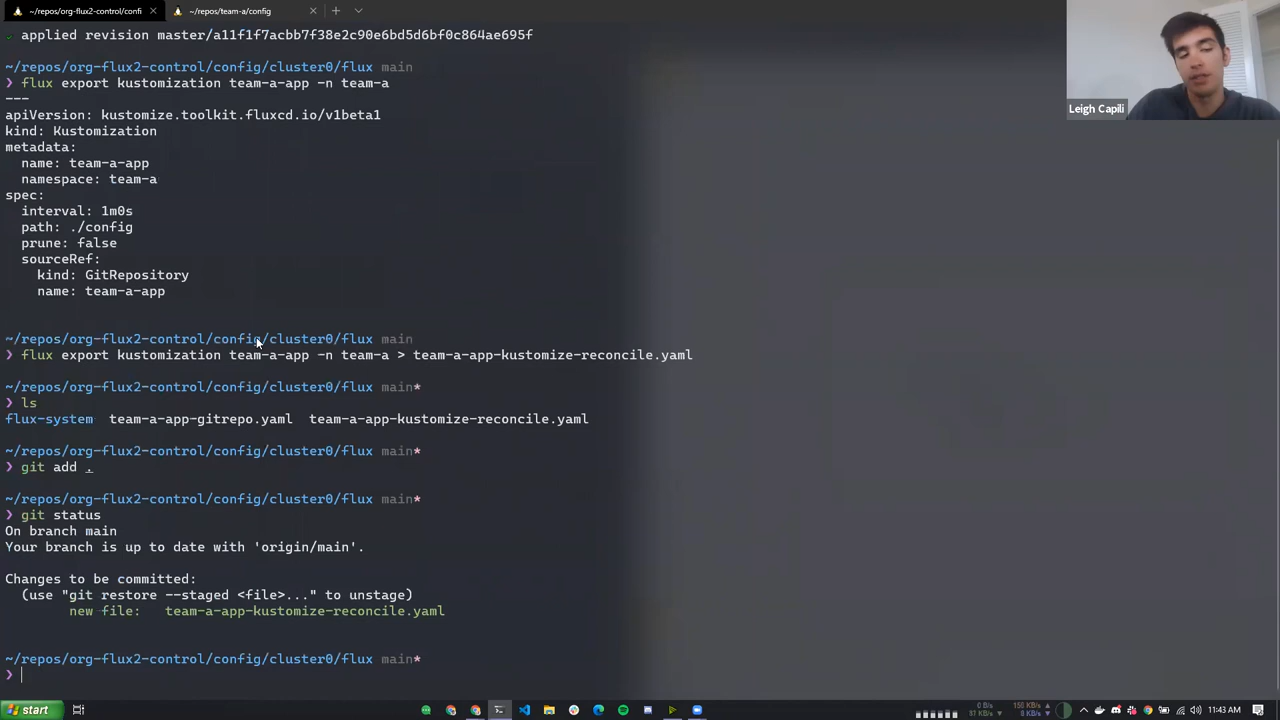 ~/repos/org-flux2-control/confi
~/repos/team-a/config
✓ applied revision master/a11f1f7acbb7f38e2c90e6bd5d6bf0c864ae695f
~/repos/org-flux2-control/config/cluster0/flux main
❯ flux export kustomization team-a-app -n team-a
---
apiVersion: kustomize.toolkit.fluxcd.io/v1beta1
kind: Kustomization
metadata:
name: team-a-app
namespace: team-a
spec:
interval: 1m0s
path: ./config
prune: false
sourceRef:
kind: GitRepository
name: team-a-app
~/repos/org-flux2-control/config/cluster0/flux main
❯ flux export kustomization team-a-app -n team-a > team-a-app-kustomize-reconcile.yaml
~/repos/org-flux2-control/config/cluster0/flux main*
❯ ls
flux-system team-a-app-gitrepo.yaml team-a-app-kustomize-reconcile.yaml
~/repos/org-flux2-control/config/cluster0/flux main*
❯ git add .
~/repos/org-flux2-control/config/cluster0/flux main*
❯ git status
On branch main
Your branch is up to date with 'origin/main'.
Changes to be committed:
(use "git restore --staged <file>..." to unstage)
new file: team-a-app-kustomize-reconcile.yaml
~/repos/org-flux2-control/config/cluster0/flux main*
❯
Leigh Capili
start
11:43 AM